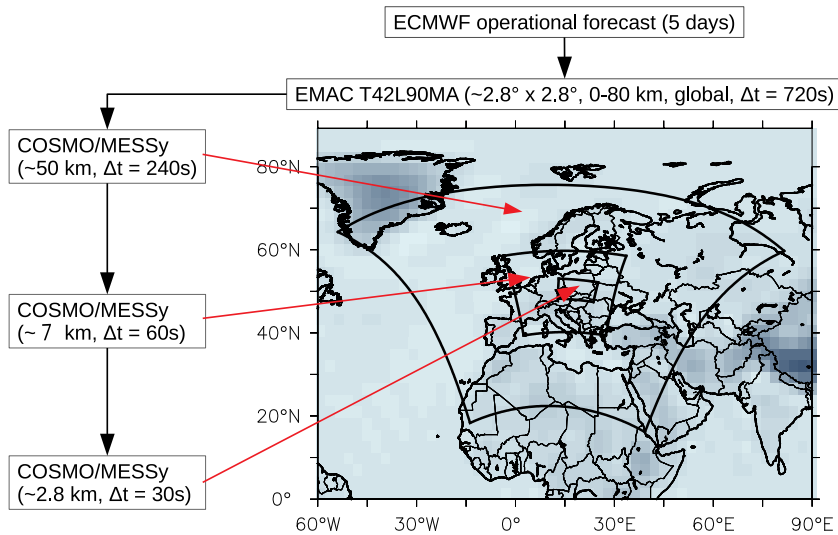 ECMWF operational forecast (5 days)
EMAC T42L90MA (~2.8° x 2.8°, 0-80 km, global, Δt = 720s)
COSMO/MESSy
(~50 km, Δt = 240s)
COSMO/MESSy
(~ 7 km, Δt = 60s)
COSMO/MESSy
(~2.8 km, Δt = 30s)
80°N
60°N
40°N
20°N
0°
60°W 30°W 0° 30°E 60°E 90°E